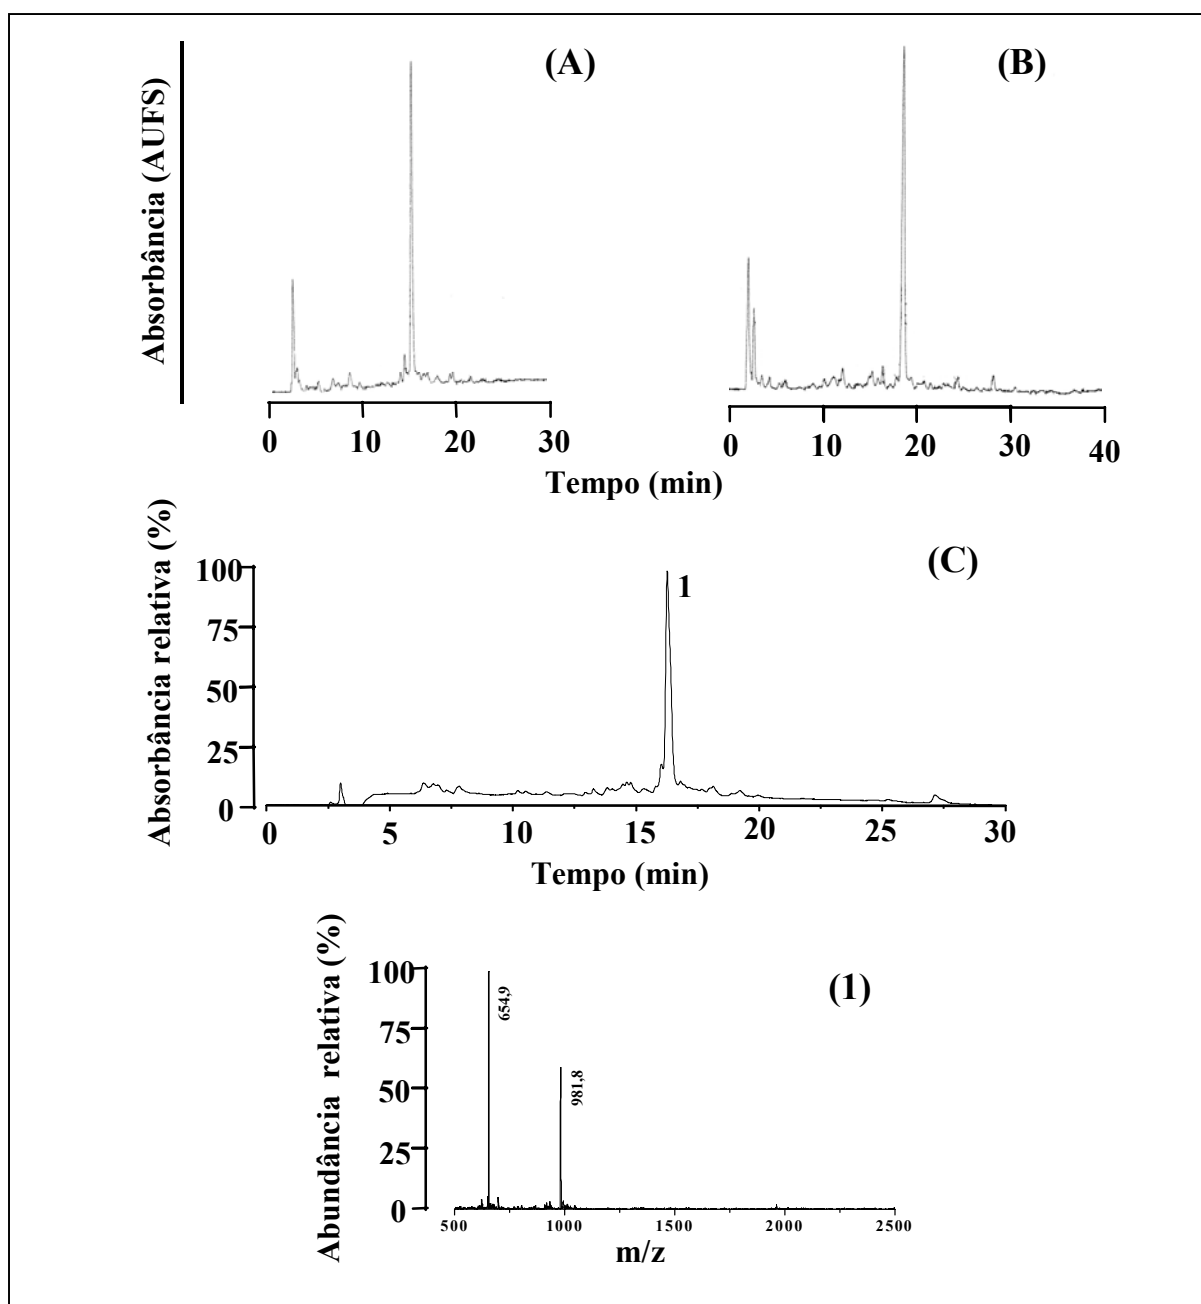 (A)
(B)
Absorbância (AUFS)
0 10 20 30
0 10 20 30 40
Tempo (min)
(C)
Absorbância relativa (%)
100
75
50
25
0
1
0 5 10 15 20 25 30
Tempo (min)
(1)
Abundância relativa (%)
100
75
50
25
0
654,9
981,8
500 1000 1500 2000 2500
m/z